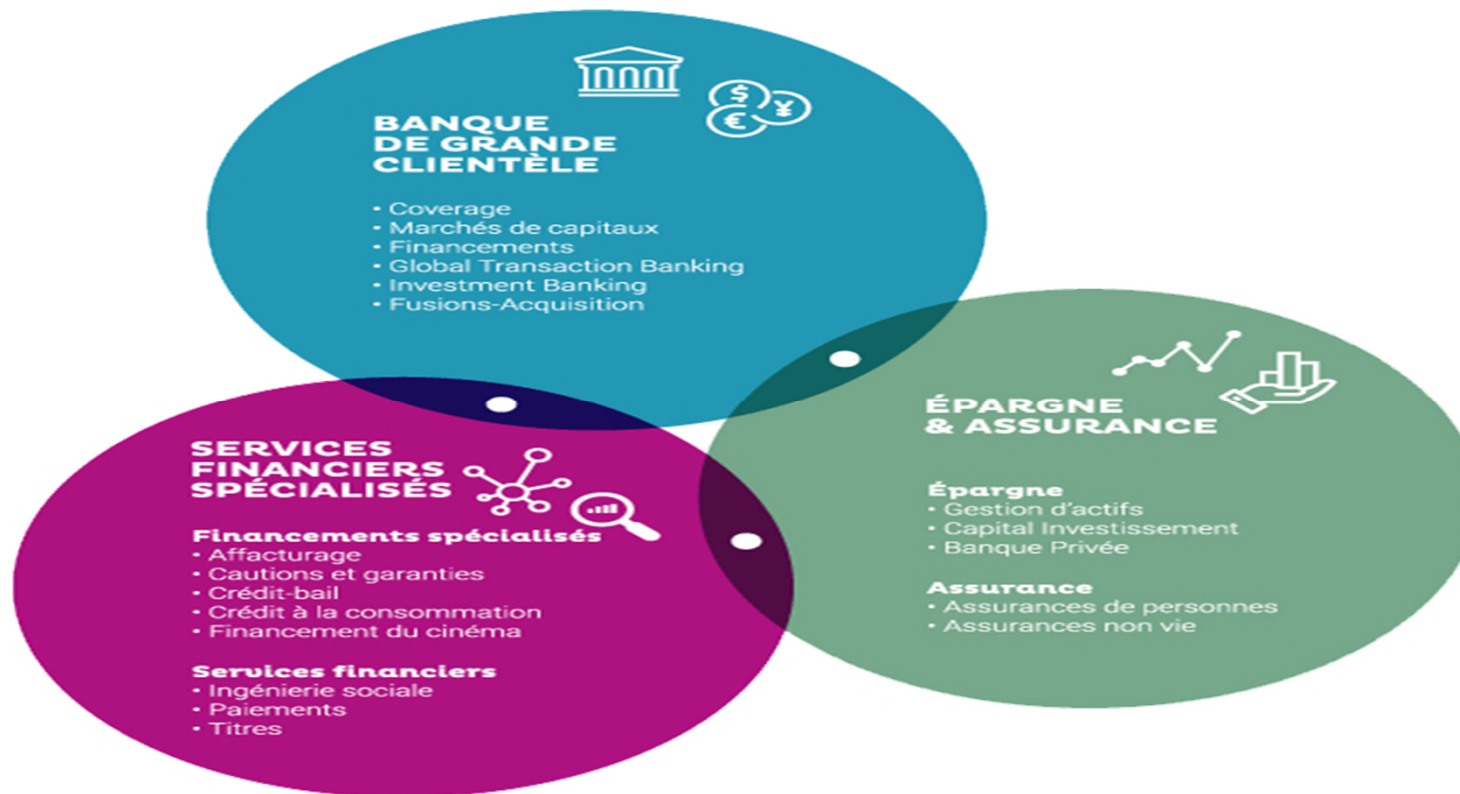 BANQUE
DE GRANDE
CLIENTÈLE
• Coverage
• Marchés de capitaux
• Financements
• Global Transaction Banking
• Investment Banking
• Fusions-Acquisition
SERVICES
FINANCIERS
SPÉCIALISÉS
Financements spécialisés
• Affacturage
• Cautions et garanties
• Crédit-bail
• Crédit à la consommation
• Financement du cinéma
Services financiers
• Ingénierie sociale
• Paiements
• Titres
ÉPARGNE
& ASSURANCE
Épargne
• Gestion d'actifs
• Capital Investissement
• Banque Privée
Assurance
• Assurances de personnes
• Assurances non vie
$
€
¥